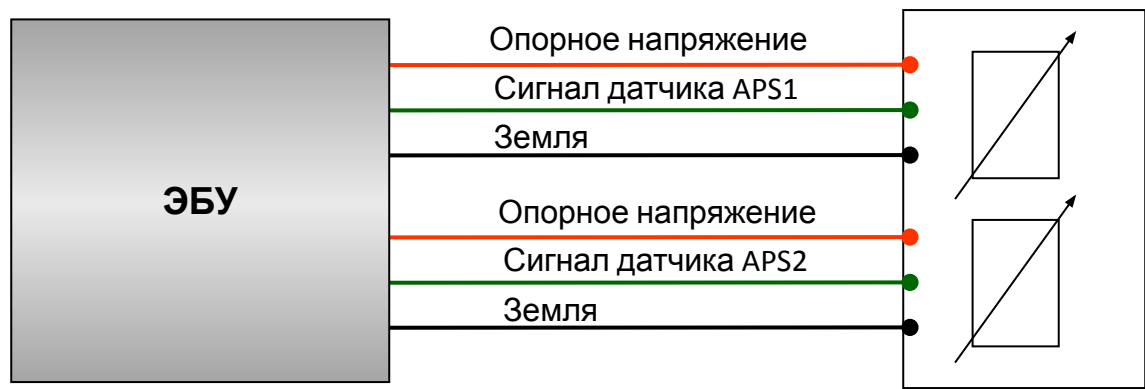 Опорное напряжение
Сигнал датчика APS1
Земля
ЭБУ
Опорное напряжение
Сигнал датчика APS2
Земля